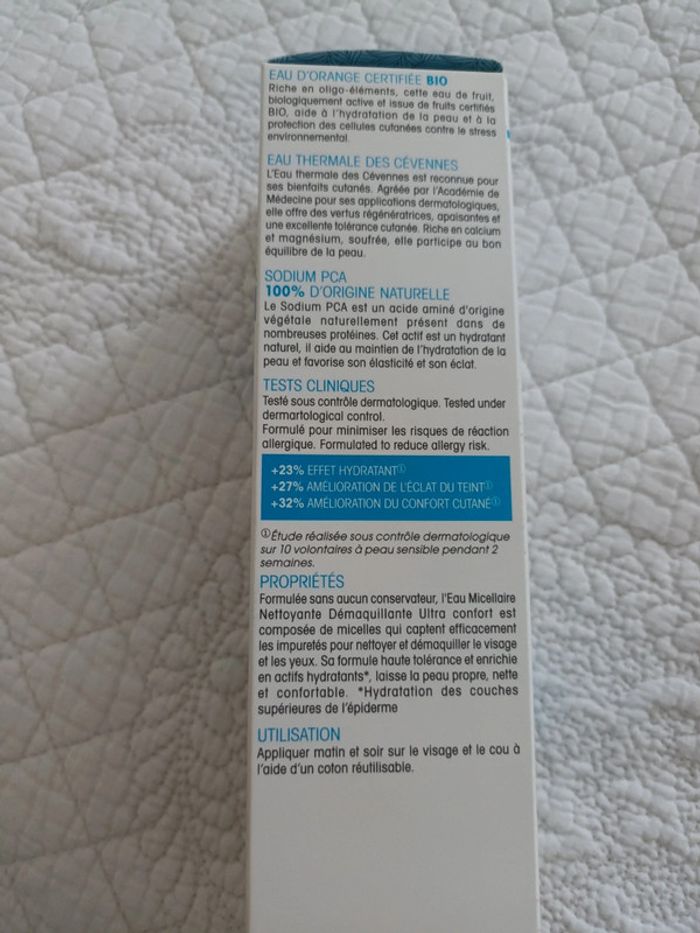 EAU D'ORANGE CERTIFIÉE BIO
Riche en oligo-éléments, cette eau de fruit,
biologiquement active et issue de fruits certifiés
BIO, aide à l'hydratation de la peau et à la
protection des cellules cutanées contre le stress
environnemental.
EAU THERMALE DES CÉVENNES
L'Eau thermale des Cévennes est reconnue pour
ses bienfaits cutanés. Agréée par l'Académie de
Médecine pour ses applications dermatologiques,
elle offre des vertus régénératrices, apaisantes et
une excellente tolérance cutanée. Riche en calcium
et magnésium, soufrée, elle participe au bon
équilibre de la peau.
SODIUM PCA
100% D'ORIGINE NATURELLE
Le Sodium PCA est un acide aminé d'origine
végétale naturellement présent dans de
nombreuses protéines. Cet actif est un hydratant
naturel, il aide au maintien de l'hydratation de la
peau et favorise son élasticité et son éclat.
TESTS CLINIQUES
Testé sous contrôle dermatologique. Tested under
dermartological control.
Formulé pour minimiser les risques de réaction
allergique. Formulated to reduce allergy risk.
+23% EFFET HYDRATANT①
+27% AMÉLIORATION DE L'ÉCLAT DU TEINT①
+32% AMÉLIORATION DU CONFORT CUTANÉ①
①Étude réalisée sous contrôle dermatologique
sur 10 volontaires à peau sensible pendant 2
semaines.
PROPRIÉTÉS
Formulée sans aucun conservateur, l'Eau Micellaire
Nettoyante Démaquillante Ultra confort est
composée de micelles qui captent efficacement
les impuretés pour nettoyer et démaquiller le visage
et les yeux. Sa formule haute tolérance et enrichie
en actifs hydratants*, laisse la peau propre, nette
et confortable. *Hydratation des couches
supérieures de l'épiderme
UTILISATION
Appliquer matin et soir sur le visage et le cou à
l'aide d'un coton réutilisable.